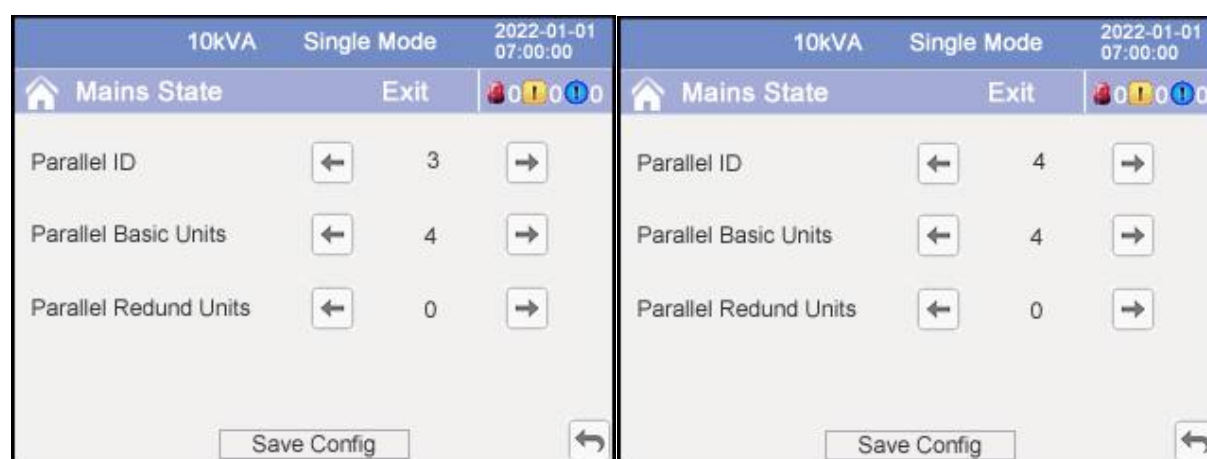 10kVA Single Mode 2022-01-01
07:00:00
Mains State Exit 0 0 0
Parallel ID 3
Parallel Basic Units 4
Parallel Redund Units 0
Save Config
10kVA Single Mode 2022-01-01
07:00:00
Mains State Exit 0 0 0
Parallel ID 4
Parallel Basic Units 4
Parallel Redund Units 0
Save Config